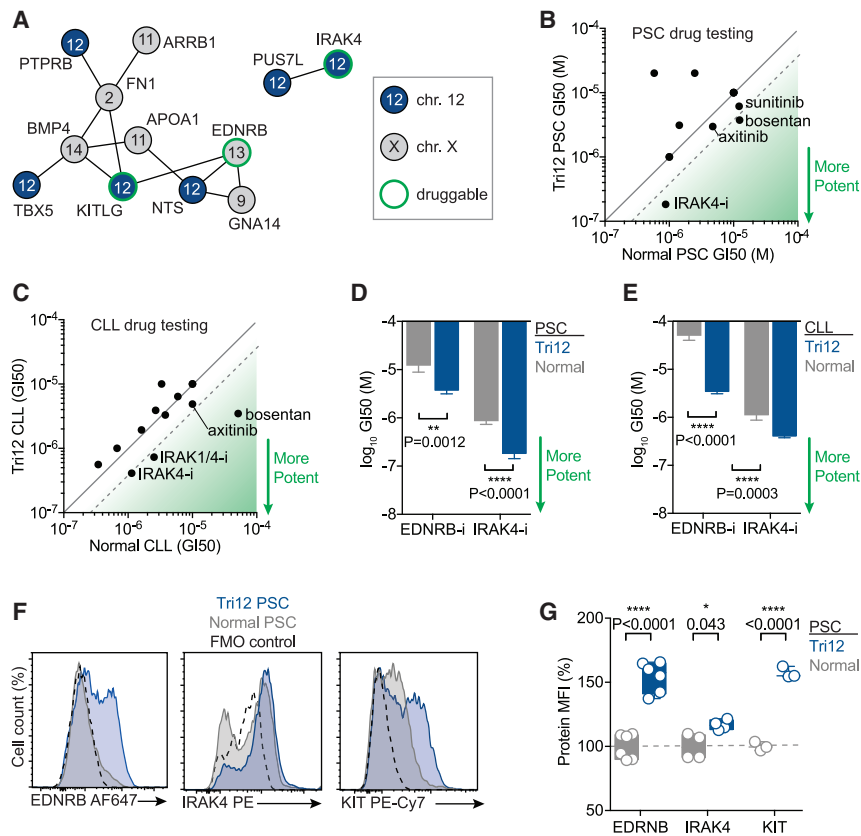 A
PTPRB
12
11
ARRB1
2
FN1
BMP4
14
APOA1
11
EDNRB
13
12
TBX5
12
KITLG
12
NTS
9
GNA14
PUS7L
12
IRAK4
12
12 chr. 12
X chr. X
druggable
B
PSC drug testing
Tri12 PSC GI50 (M)
10-4
10-5
10-6
10-7
sunitinib
bosentan
axitinib
IRAK4-i
More
Potent
10-7 10-6 10-5 10-4
Normal PSC GI50 (M)
C
CLL drug testing
Tri12 CLL (GI50)
10-4
10-5
10-6
10-7
bosentan
axitinib
IRAK1/4-i
IRAK4-i
More
Potent
10-7 10-6 10-5 10-4
Normal CLL (GI50)
D
log10 GI50 (M)
-4
-5
-6
-7
-8
PSC
Tri12
Normal
**
P=0.0012
****
P<0.0001
More
Potent
EDNRB-i IRAK4-i
E
log10 GI50 (M)
-4
-5
-6
-7
-8
CLL
Tri12
Normal
****
P<0.0001
****
P=0.0003
More
Potent
EDNRB-i IRAK4-i
F
Tri12 PSC
Normal PSC
FMO control
Cell count (%)
EDNRB AF647
IRAK4 PE
KIT PE-Cy7
G
Protein MFI (%)
200
150
100
50
****
P<0.0001
*
0.043
****
<0.0001
PSC
Tri12
Normal
EDRNB IRAK4 KIT